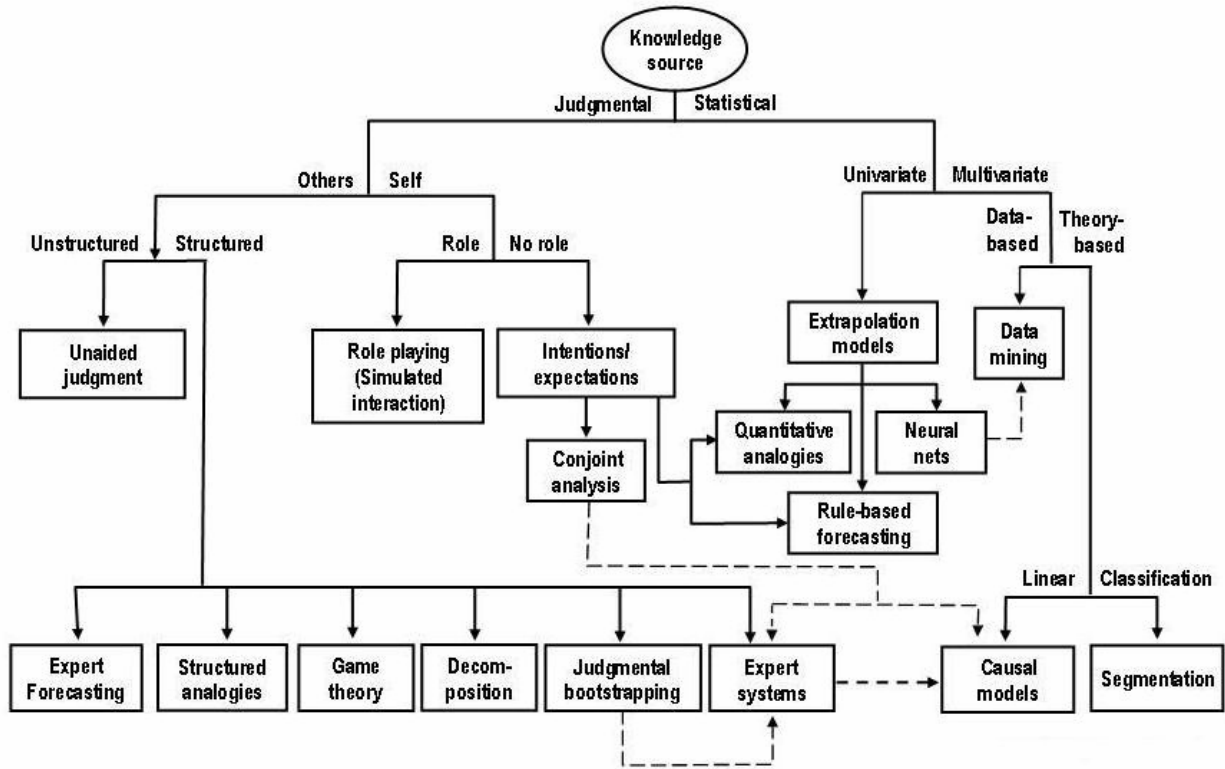 Knowledge
source
Judgmental
Statistical
Others
Self
Univariate
Multivariate
Unstructured
Structured
Role
No role
Data-
based
Theory-
based
Unaided
judgment
Role playing
(Simulated
interaction)
Intentions/
expectations
Extrapolation
models
Data
mining
Conjoint
analysis
Quantitative
analogies
Neural
nets
Rule-based
forecasting
Linear
Classification
Expert
Forecasting
Structured
analogies
Game
theory
Decom-
position
Judgmental
bootstrapping
Expert
systems
Causal
models
Segmentation